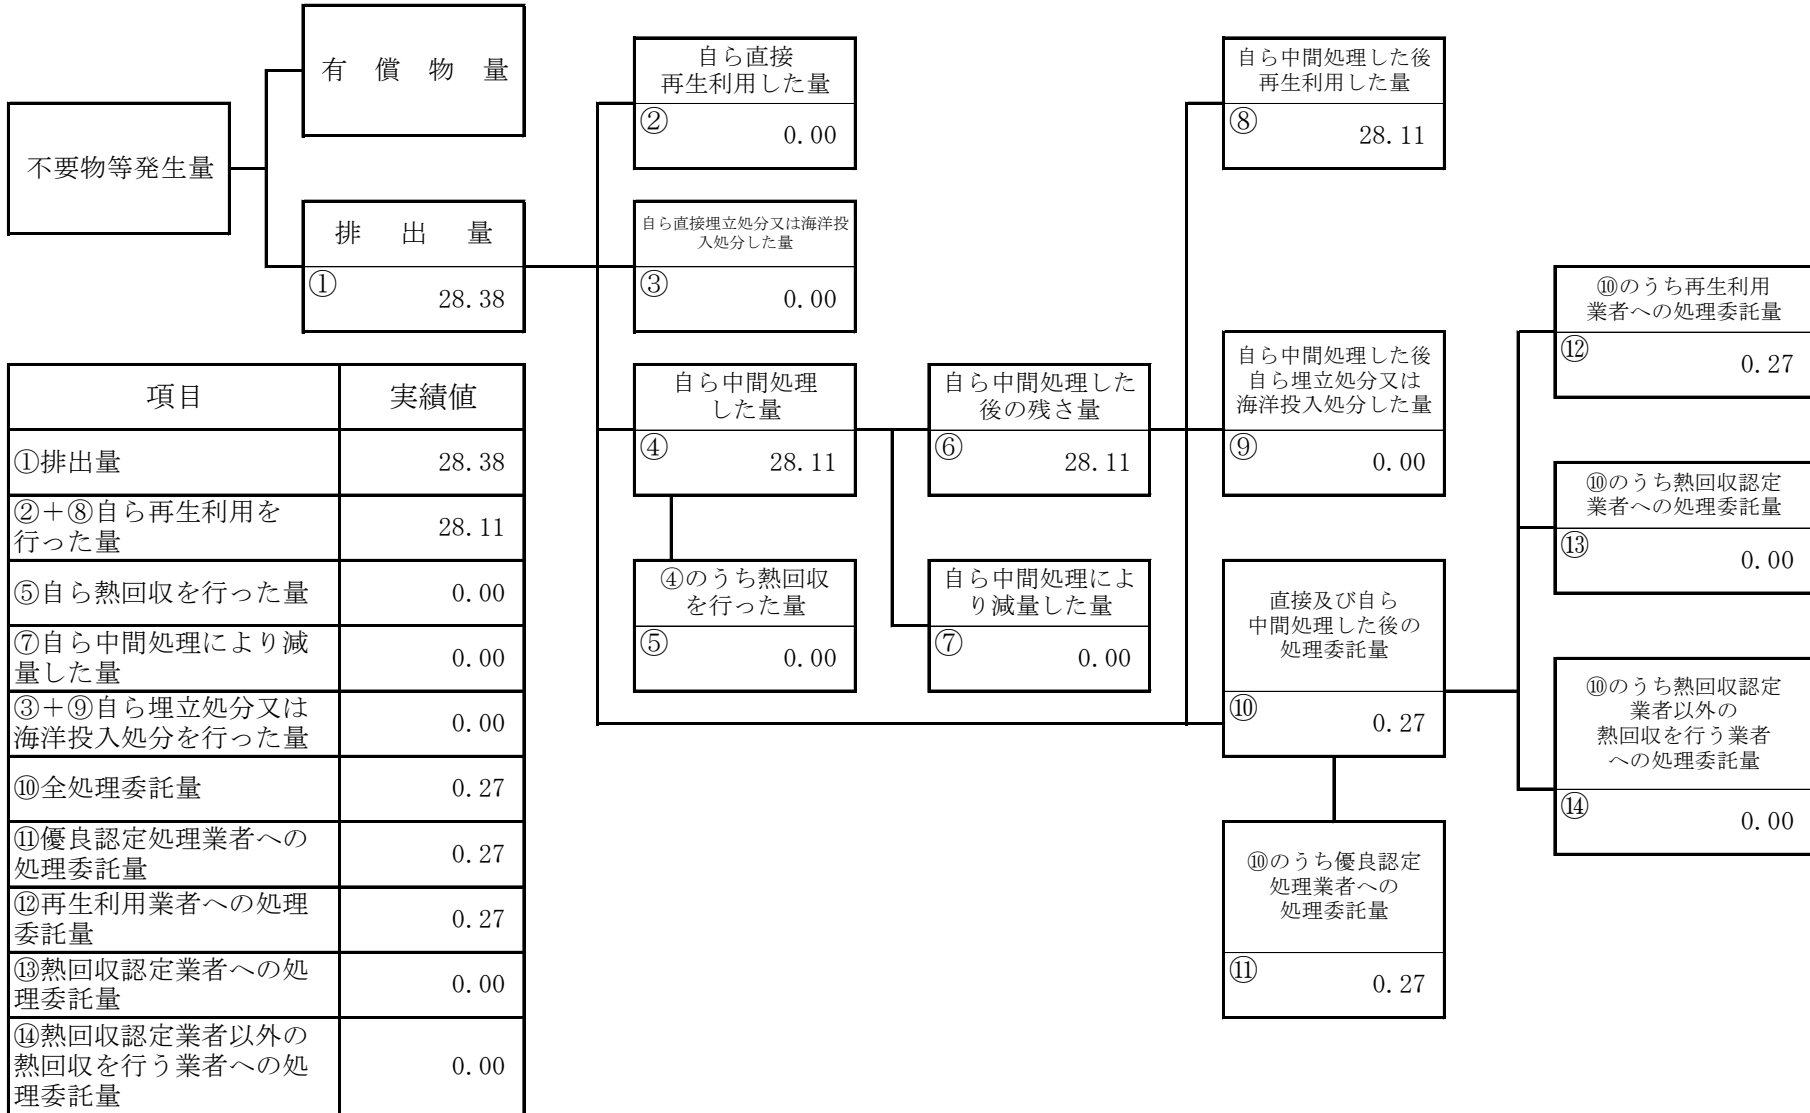 有償物量
不要物等発生量
排出量
①
28.38
自ら直接
再生利用した量
②
0.00
自ら直接埋立処分又は海洋投
入処分した量
③
0.00
自ら中間処理
した量
④
28.11
④のうち熱回収
を行った量
⑤
0.00
自ら中間処理した
後の残さ量
⑥
28.11
自ら中間処理によ
り減量した量
⑦
0.00
自ら中間処理した後
再生利用した量
⑧
28.11
自ら中間処理した後
自ら埋立処分又は
海洋投入処分した量
⑨
0.00
直接及び自ら
中間処理した後の
処理委託量
⑩
0.27
⑩のうち優良認定
処理業者への
処理委託量
⑪
0.27
⑩のうち再生利用
業者への処理委託量
⑫
0.27
⑩のうち熱回収認定
業者への処理委託量
⑬
0.00
⑩のうち熱回収認定
業者以外の
熱回収を行う業者
への処理委託量
⑭
0.00
項目 実績値
①排出量 28.38
②＋⑧自ら再生利用を
行った量 28.11
⑤自ら熱回収を行った量 0.00
⑦自ら中間処理により減
量した量 0.00
③＋⑨自ら埋立処分又は
海洋投入処分を行った量 0.00
⑩全処理委託量 0.27
⑪優良認定処理業者への
処理委託量 0.27
⑫再生利用業者への処理
委託量 0.27
⑬熱回収認定業者への処
理委託量 0.00
⑭熱回収認定業者以外の
熱回収を行う業者への処
理委託量 0.00